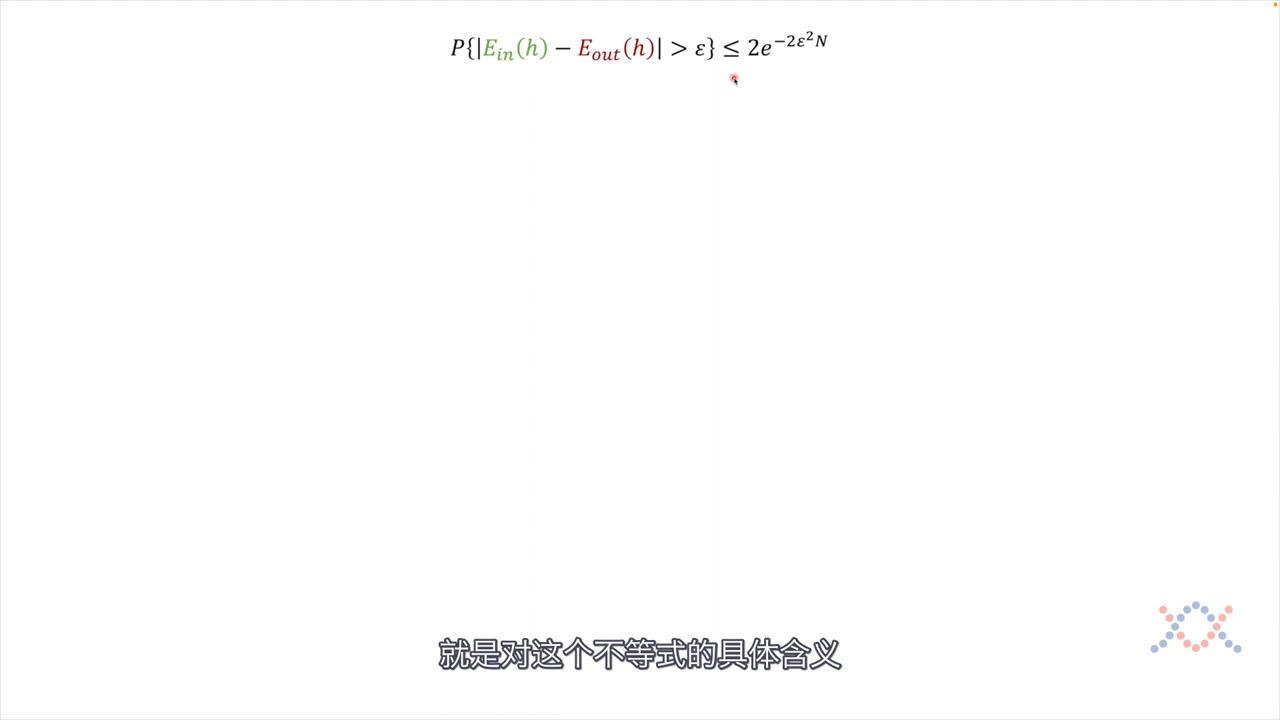 P{|E_in(h) − E_out(h)| > ε} ≤ 2e^{−2ε²N}
就是对这个不等式的具体含义